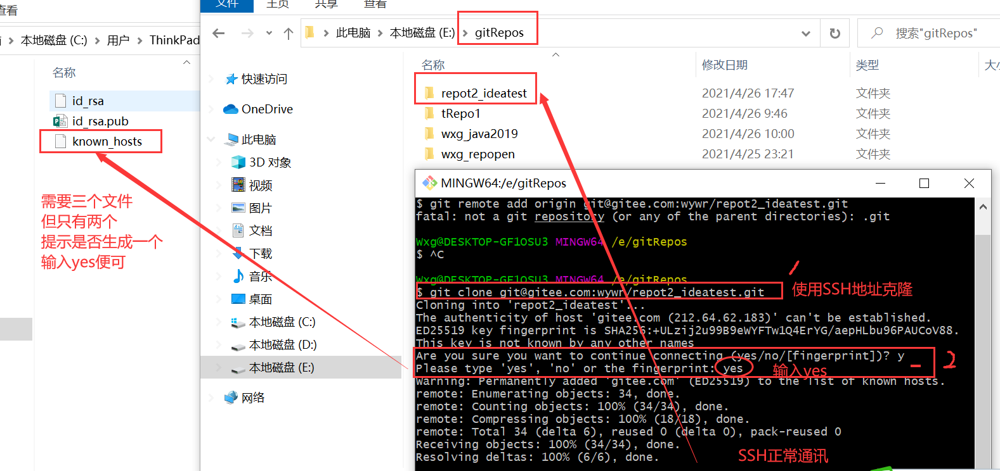 查看
本地磁盘 (C:) > 用户 > ThinkPad
名称
id_rsa
id_rsa.pub
known_hosts
需要三个文件
但只有两个
提示是否生成一个
输入yes便可
文件 主页 共享 查看
此电脑 > 本地磁盘 (E:) > gitRepos
搜索"gitRepos"
快速访问
OneDrive
此电脑
3D 对象
视频
图片
文档
下载
音乐
桌面
本地磁盘 (C:)
本地磁盘 (D:)
本地磁盘 (E:)
网络
名称 修改日期 类型
repot2_ideatest 2021/4/26 17:47 文件夹
tRepo1 2021/4/26 9:46 文件夹
wxg_java2019 2021/4/26 10:00 文件夹
wxg_repopen 2021/4/25 23:21 文件夹
MINGW64:/e/gitRepos
$ git remote add origin git@gitee.com:wywr/repot2_ideatest.git
fatal: not a git repository (or any of the parent directories): .git
Wxg@DESKTOP-GF1OSU3 MINGW64 /e/gitRepos
$ ^C
Wxg@DESKTOP-GF1OSU3 MINGW64 /e/gitRepos
$ git clone git@gitee.com:wywr/repot2_ideatest.git
1 使用SSH地址克隆
Cloning into 'repot2_ideatest'...
The authenticity of host 'gitee.com (212.64.62.183)' can't be established.
ED25519 key fingerprint is SHA256:+ULzij2u99B9eWYFTw1Q4ErYG/aepHLbu96PAUCoV88.
This key is not known by any other names
Are you sure you want to continue connecting (yes/no/[fingerprint])? y
Please type 'yes', 'no' or the fingerprint: yes
输入yes
2
Warning: Permanently added 'gitee.com' (ED25519) to the list of known hosts.
remote: Enumerating objects: 34, done.
remote: Counting objects: 100% (34/34), done.
remote: Compressing objects: 100% (18/18), done.
remote: Total 34 (delta 6), reused 0 (delta 0), pack-reused 0
Receiving objects: 100% (34/34), done.
Resolving deltas: 100% (6/6), done.
SSH正常通讯